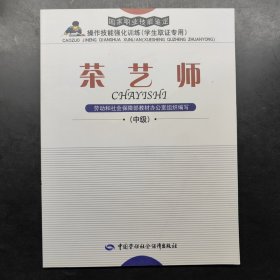 国家职业技能鉴定
操作技能强化训练(学生取证专用)
CAOZUO JINENG QIANGHUA XUNLIAN(XUESHENG QUZHENG ZHUANYONG)
茶艺师
CHAYISHI
劳动和社会保障部教材办公室组织编写
(中级)
中国劳动社会保障出版社